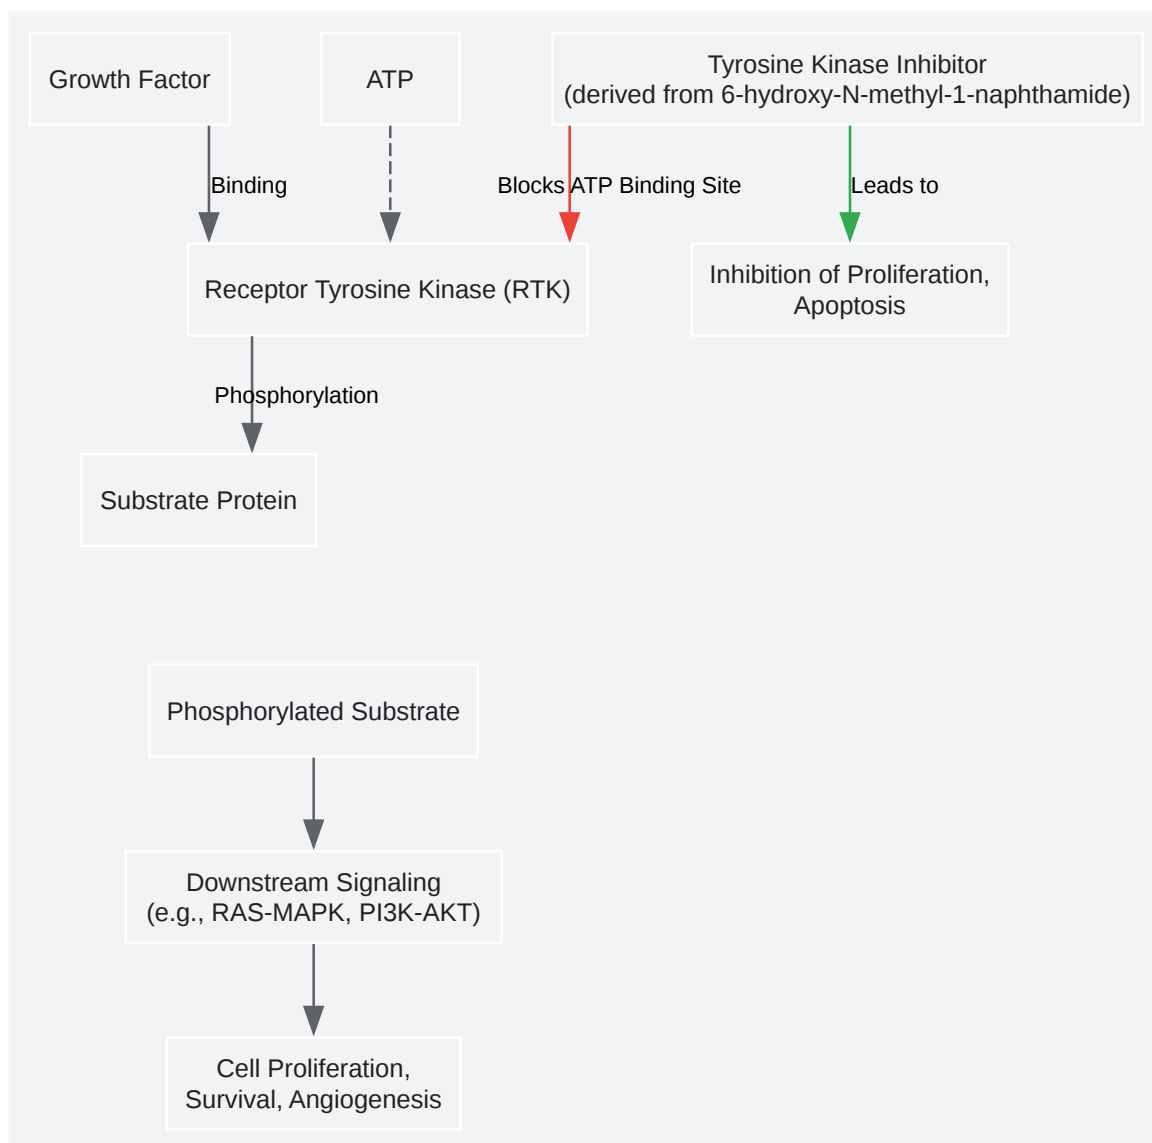 Growth Factor
ATP
Tyrosine Kinase Inhibitor
(derived from 6-hydroxy-N-methyl-1-naphthamide)
Binding
Blocks ATP Binding Site
Leads to
Receptor Tyrosine Kinase (RTK)
Inhibition of Proliferation,
Apoptosis
Phosphorylation
Substrate Protein
Phosphorylated Substrate
Downstream Signaling
(e.g., RAS-MAPK, PI3K-AKT)
Cell Proliferation,
Survival, Angiogenesis